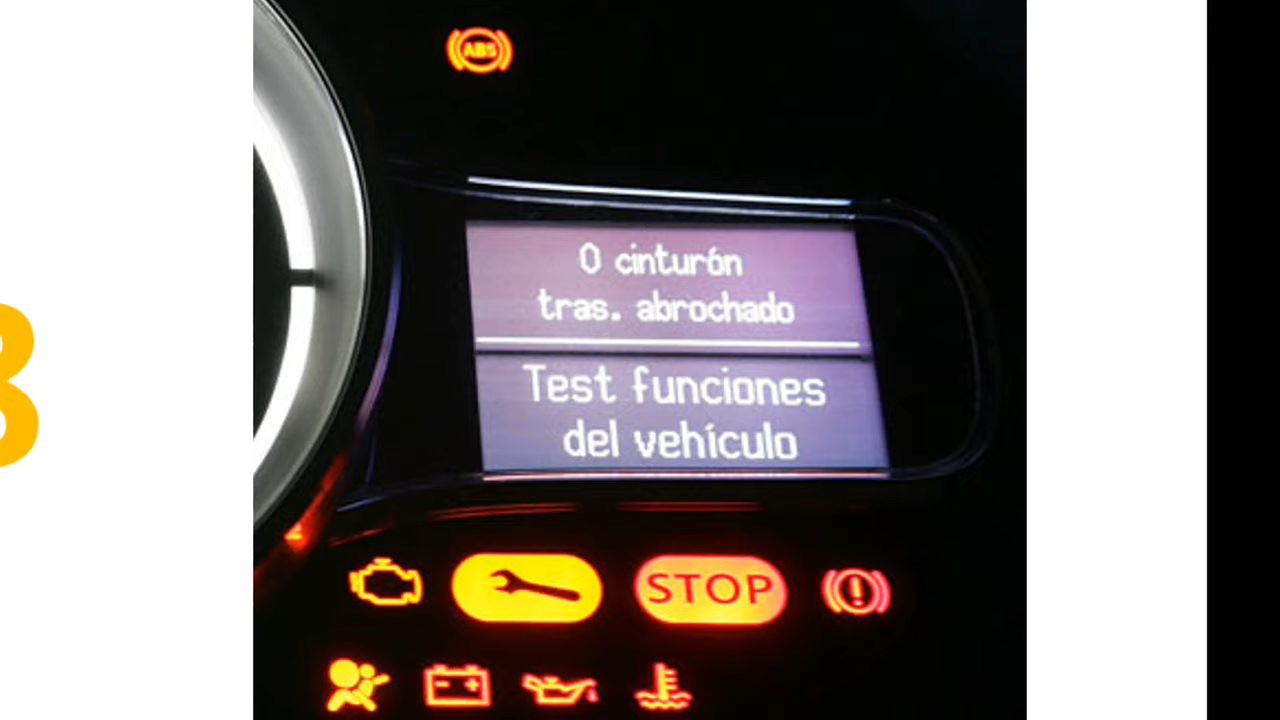 ABS
0 cinturón
tras. abrochado
Test funciones
del vehículo
STOP